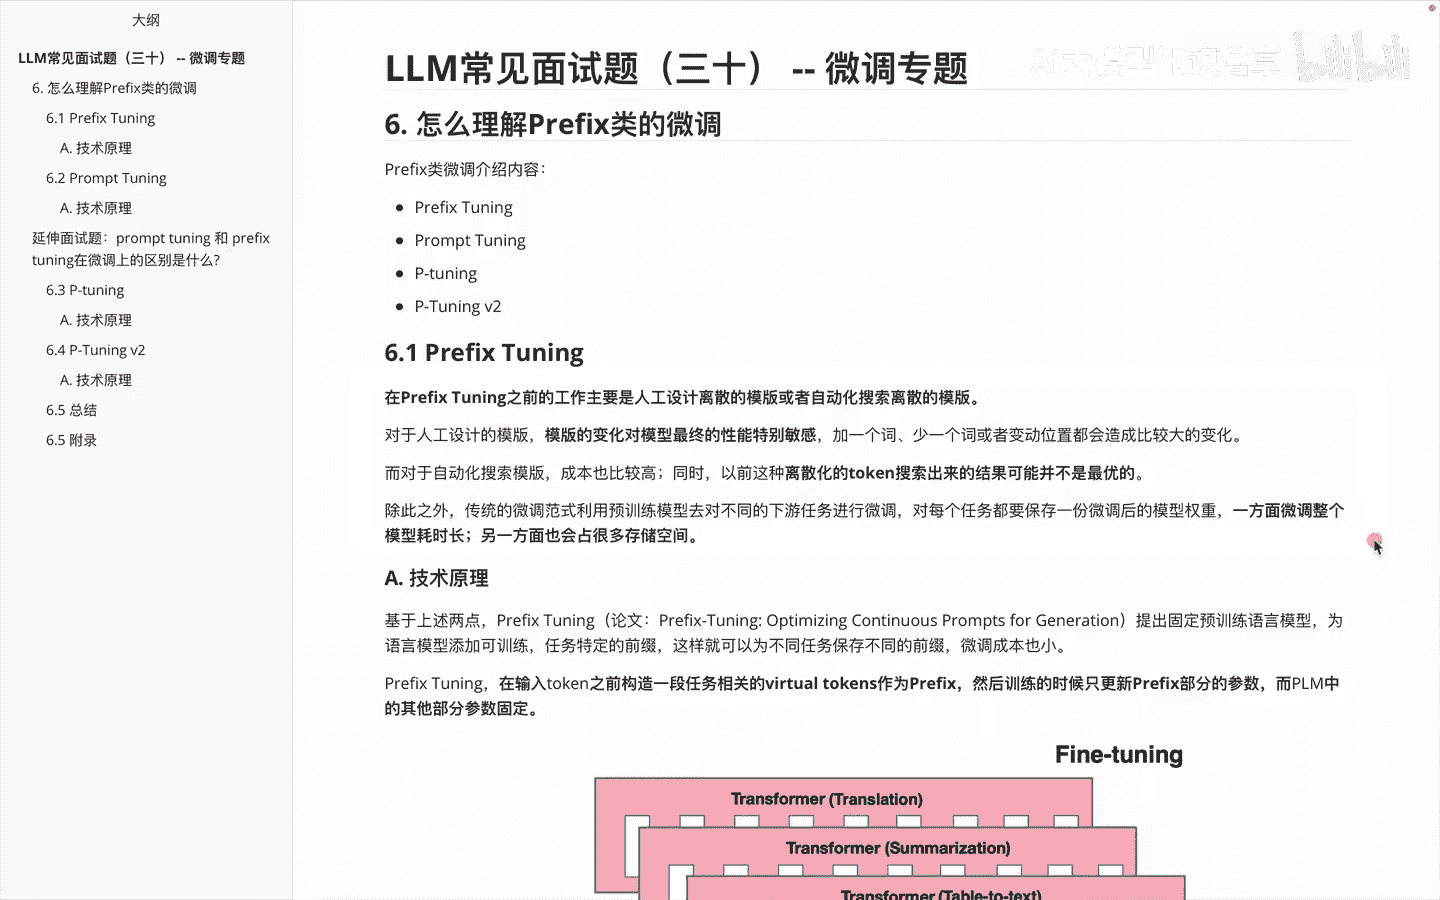 大纲
LLM常见面试题（三十） -- 微调专题
6. 怎么理解Prefix类的微调
6.1 Prefix Tuning
A. 技术原理
6.2 Prompt Tuning
A. 技术原理
延伸面试题：prompt tuning 和 prefix
tuning在微调上的区别是什么？
6.3 P-tuning
A. 技术原理
6.4 P-Tuning v2
A. 技术原理
6.5 总结
6.5 附录
LLM常见面试题（三十） -- 微调专题
6. 怎么理解Prefix类的微调
Prefix类微调介绍内容：
Prefix Tuning
Prompt Tuning
P-tuning
P-Tuning v2
6.1 Prefix Tuning
在Prefix Tuning之前的工作主要是人工设计离散的模版或者自动化搜索离散的模版。
对于人工设计的模版，模版的变化对模型最终的性能特别敏感，加一个词、少一个词或者变动位置都会造成比较大的变化。
而对于自动化搜索模版，成本也比较高；同时，以前这种离散化的token搜索出来的结果可能并不是最优的。
除此之外，传统的微调范式利用预训练模型去对不同的下游任务进行微调，对每个任务都要保存一份微调后的模型权重，一方面微调整个
模型耗时长；另一方面也会占很多存储空间。
A. 技术原理
基于上述两点，Prefix Tuning（论文：Prefix-Tuning: Optimizing Continuous Prompts for Generation）提出固定预训练语言模型，为
语言模型添加可训练，任务特定的前缀，这样就可以为不同任务保存不同的前缀，微调成本也小。
Prefix Tuning，在输入token之前构造一段任务相关的virtual tokens作为Prefix，然后训练的时候只更新Prefix部分的参数，而PLM中
的其他部分参数固定。
Fine-tuning
Transformer (Translation)
Transformer (Summarization)
Transformer (Table-to-text)